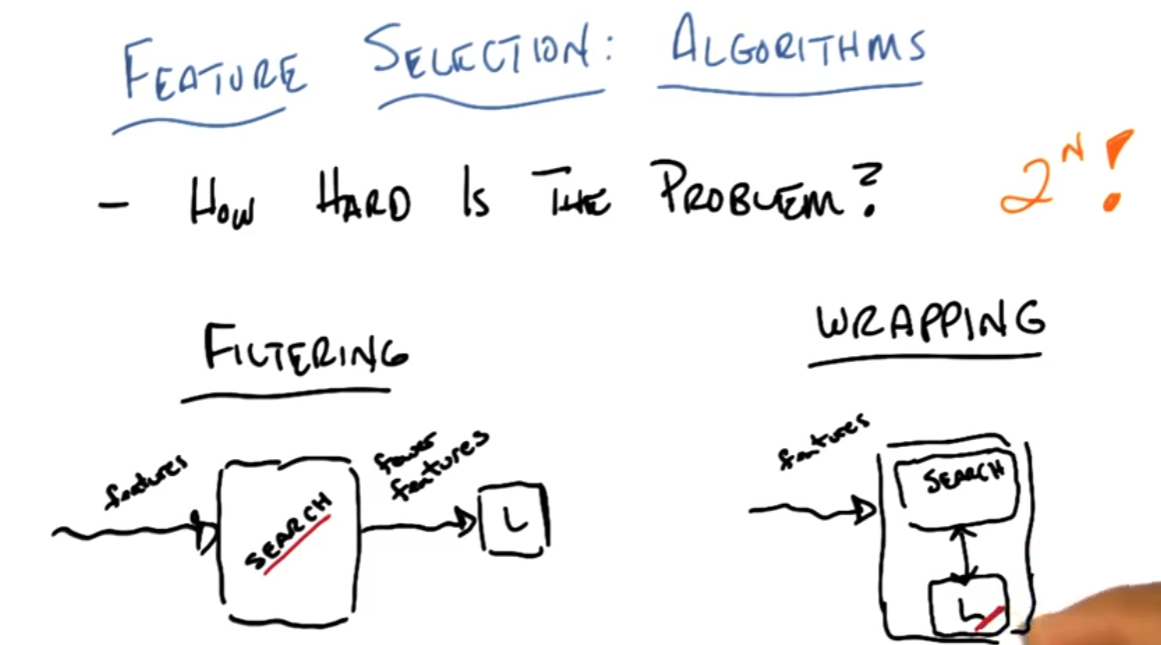 FEATURE SELECTION: ALGORITHMS
- HOW HARD IS THE PROBLEM? 2^N!
FILTERING
WRAPPING
features
SEARCH
fewer
features
L
features
SEARCH
L